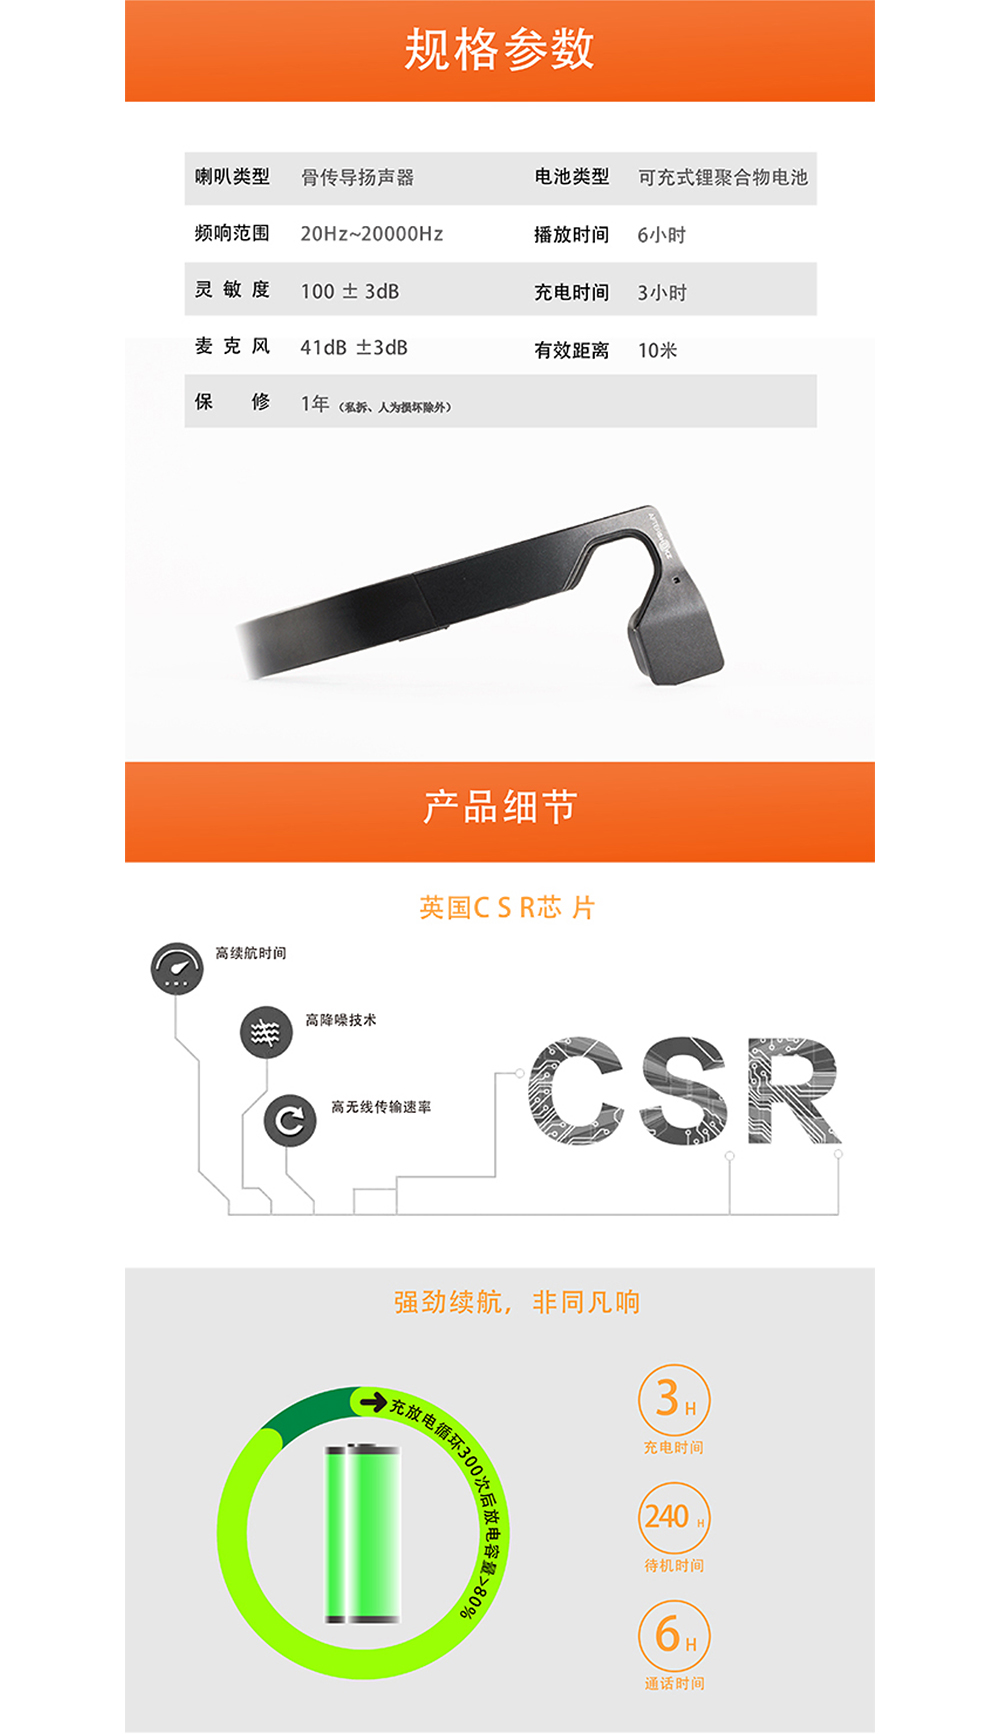 规格参数
喇叭类型 骨传导扬声器 电池类型 可充式锂聚合物电池
频响范围 20Hz~20000Hz 播放时间 6小时
灵敏度 100 ± 3dB 充电时间 3小时
麦克风 41dB ±3dB 有效距离 10米
保修 1年（私拆、人为损坏除外）
产品细节
英国C S R芯 片
高续航时间
高降噪技术
高无线传输速率
CSR
强劲续航，非同凡响
充放电循环300次后放电容量>80%
3 H
充电时间
240 H
待机时间
6 H
通话时间